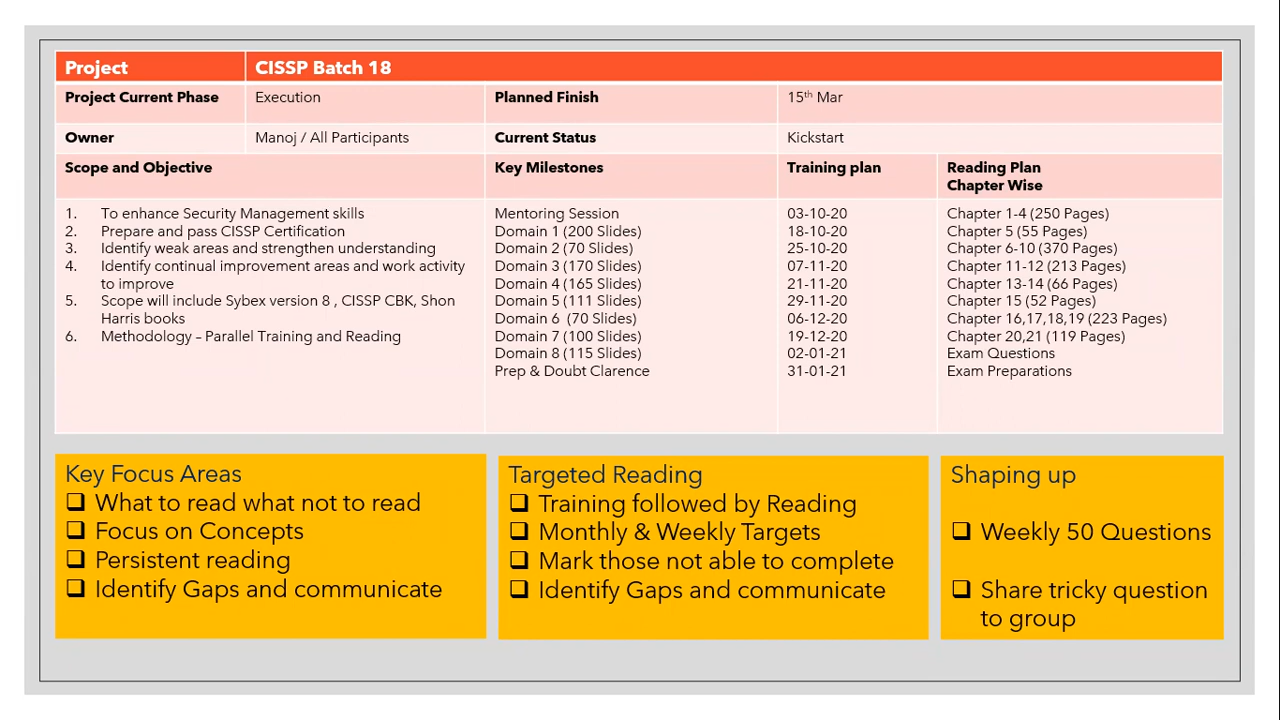 Project CISSP Batch 18
Project Current Phase Execution Planned Finish 15th Mar
Owner Manoj / All Participants Current Status Kickstart
Scope and Objective Key Milestones Training plan Reading Plan
Chapter Wise
1. To enhance Security Management skills
2. Prepare and pass CISSP Certification
3. Identify weak areas and strengthen understanding
4. Identify continual improvement areas and work activity
to improve
5. Scope will include Sybex version 8 , CISSP CBK, Shon
Harris books
6. Methodology – Parallel Training and Reading
Mentoring Session 03-10-20 Chapter 1-4 (250 Pages)
Domain 1 (200 Slides) 18-10-20 Chapter 5 (55 Pages)
Domain 2 (70 Slides) 25-10-20 Chapter 6-10 (370 Pages)
Domain 3 (170 Slides) 07-11-20 Chapter 11-12 (213 Pages)
Domain 4 (165 Slides) 21-11-20 Chapter 13-14 (66 Pages)
Domain 5 (111 Slides) 29-11-20 Chapter 15 (52 Pages)
Domain 6 (70 Slides) 06-12-20 Chapter 16,17,18,19 (223 Pages)
Domain 7 (100 Slides) 19-12-20 Chapter 20,21 (119 Pages)
Domain 8 (115 Slides) 02-01-21 Exam Questions
Prep & Doubt Clarence 31-01-21 Exam Preparations
Key Focus Areas
❑ What to read what not to read
❑ Focus on Concepts
❑ Persistent reading
❑ Identify Gaps and communicate
Targeted Reading
❑ Training followed by Reading
❑ Monthly & Weekly Targets
❑ Mark those not able to complete
❑ Identify Gaps and communicate
Shaping up
❑ Weekly 50 Questions
❑ Share tricky question
to group